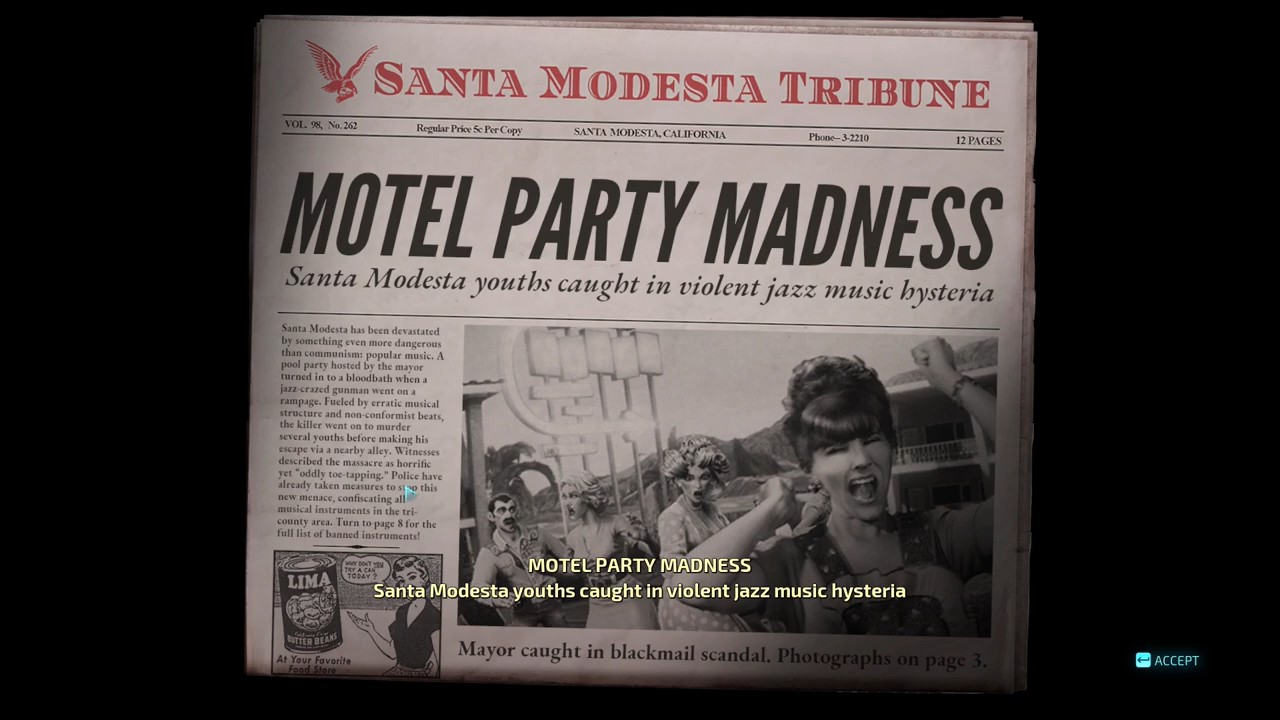 SANTA MODESTA TRIBUNE
VOL. 98, No. 262
Regular Price 5c Per Copy
SANTA MODESTA, CALIFORNIA
Phone-3-2210
12 PAGES
MOTEL PARTY MADNESS
Santa Modesta youths caught in violent jazz music hysteria
Santa Modesta has been devastated
by something even more dangerous
than communism: popular music. A
pool party hosted by the mayor
turned in to a bloodbath when a
jazz-crazed gunman went on a
rampage. Fueled by erratic musical
structure and non-conformist beats,
the killer went on to murder
several youths before making his
escape via a nearby alley. Witnesses
described the massacre as horrific
yet "oddly toe-tapping." Police have
already taken measures to stop this
new menace, confiscating all
musical instruments in the tri-
county area. Turn to page 8 for the
full list of banned instruments!
LIMA
BUTTER BEANS
WHY DON'T YOU
TRY A CAN
TODAY?
At Your Favorite
Food Store
Mayor caught in blackmail scandal. Photographs on page 3.
MOTEL PARTY MADNESS
Santa Modesta youths caught in violent jazz music hysteria
ACCEPT